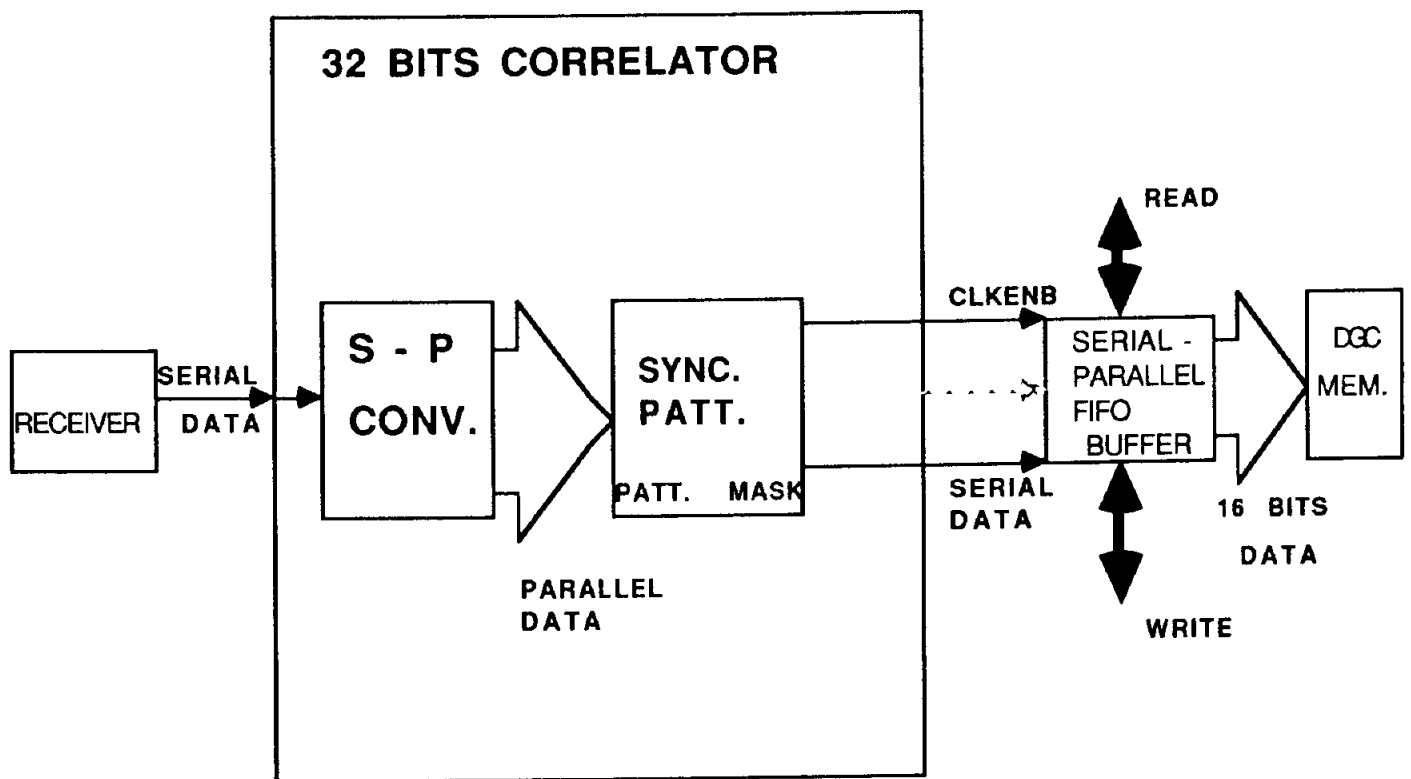 32 BITS CORRELATOR
READ
CLKENB
S - P
CONV.
SYNC.
PATT.
PATT. MASK
SERIAL -
PARALLEL
FIFO
BUFFER
DGC
MEM.
SERIAL
DATA
RECEIVER
SERIAL
DATA
16 BITS
DATA
PARALLEL
DATA
WRITE